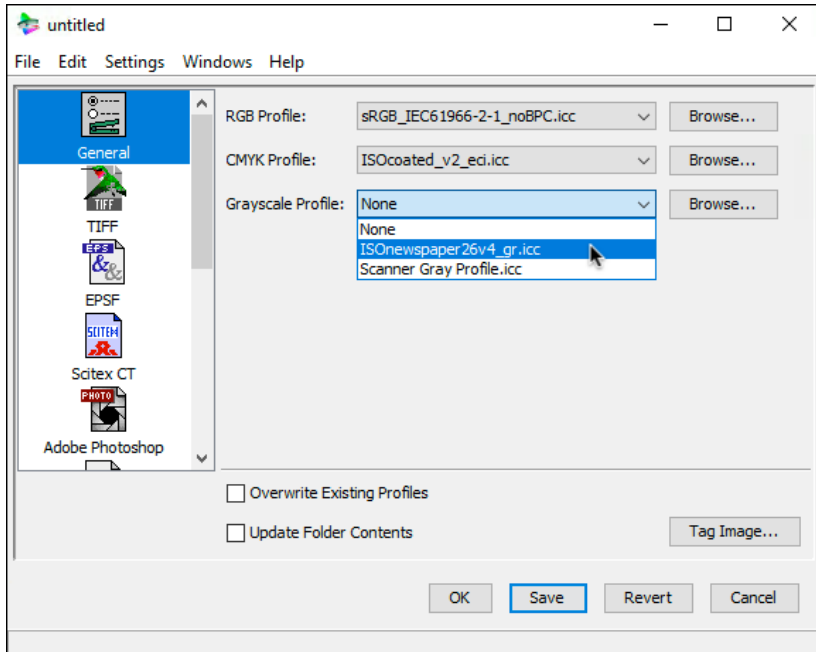 untitled
File Edit Settings Windows Help
General
TIFF
TIFF
EPS
&&
EPSF
SCITEX
Scitex CT
PHOTO
Adobe Photoshop
RGB Profile: sRGB_IEC61966-2-1_noBPC.icc Browse...
CMYK Profile: ISOcoated_v2_eci.icc Browse...
Grayscale Profile: None Browse...
None
ISOnewspaper26v4_gr.icc
Scanner Gray Profile.icc
Overwrite Existing Profiles
Update Folder Contents
Tag Image...
OK Save Revert Cancel